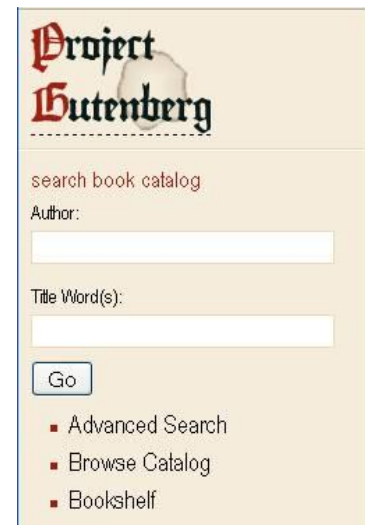 Project
Gutenberg
search book catalog
Author:
Title Word(s):
Go
Advanced Search
Browse Catalog
Bookshelf